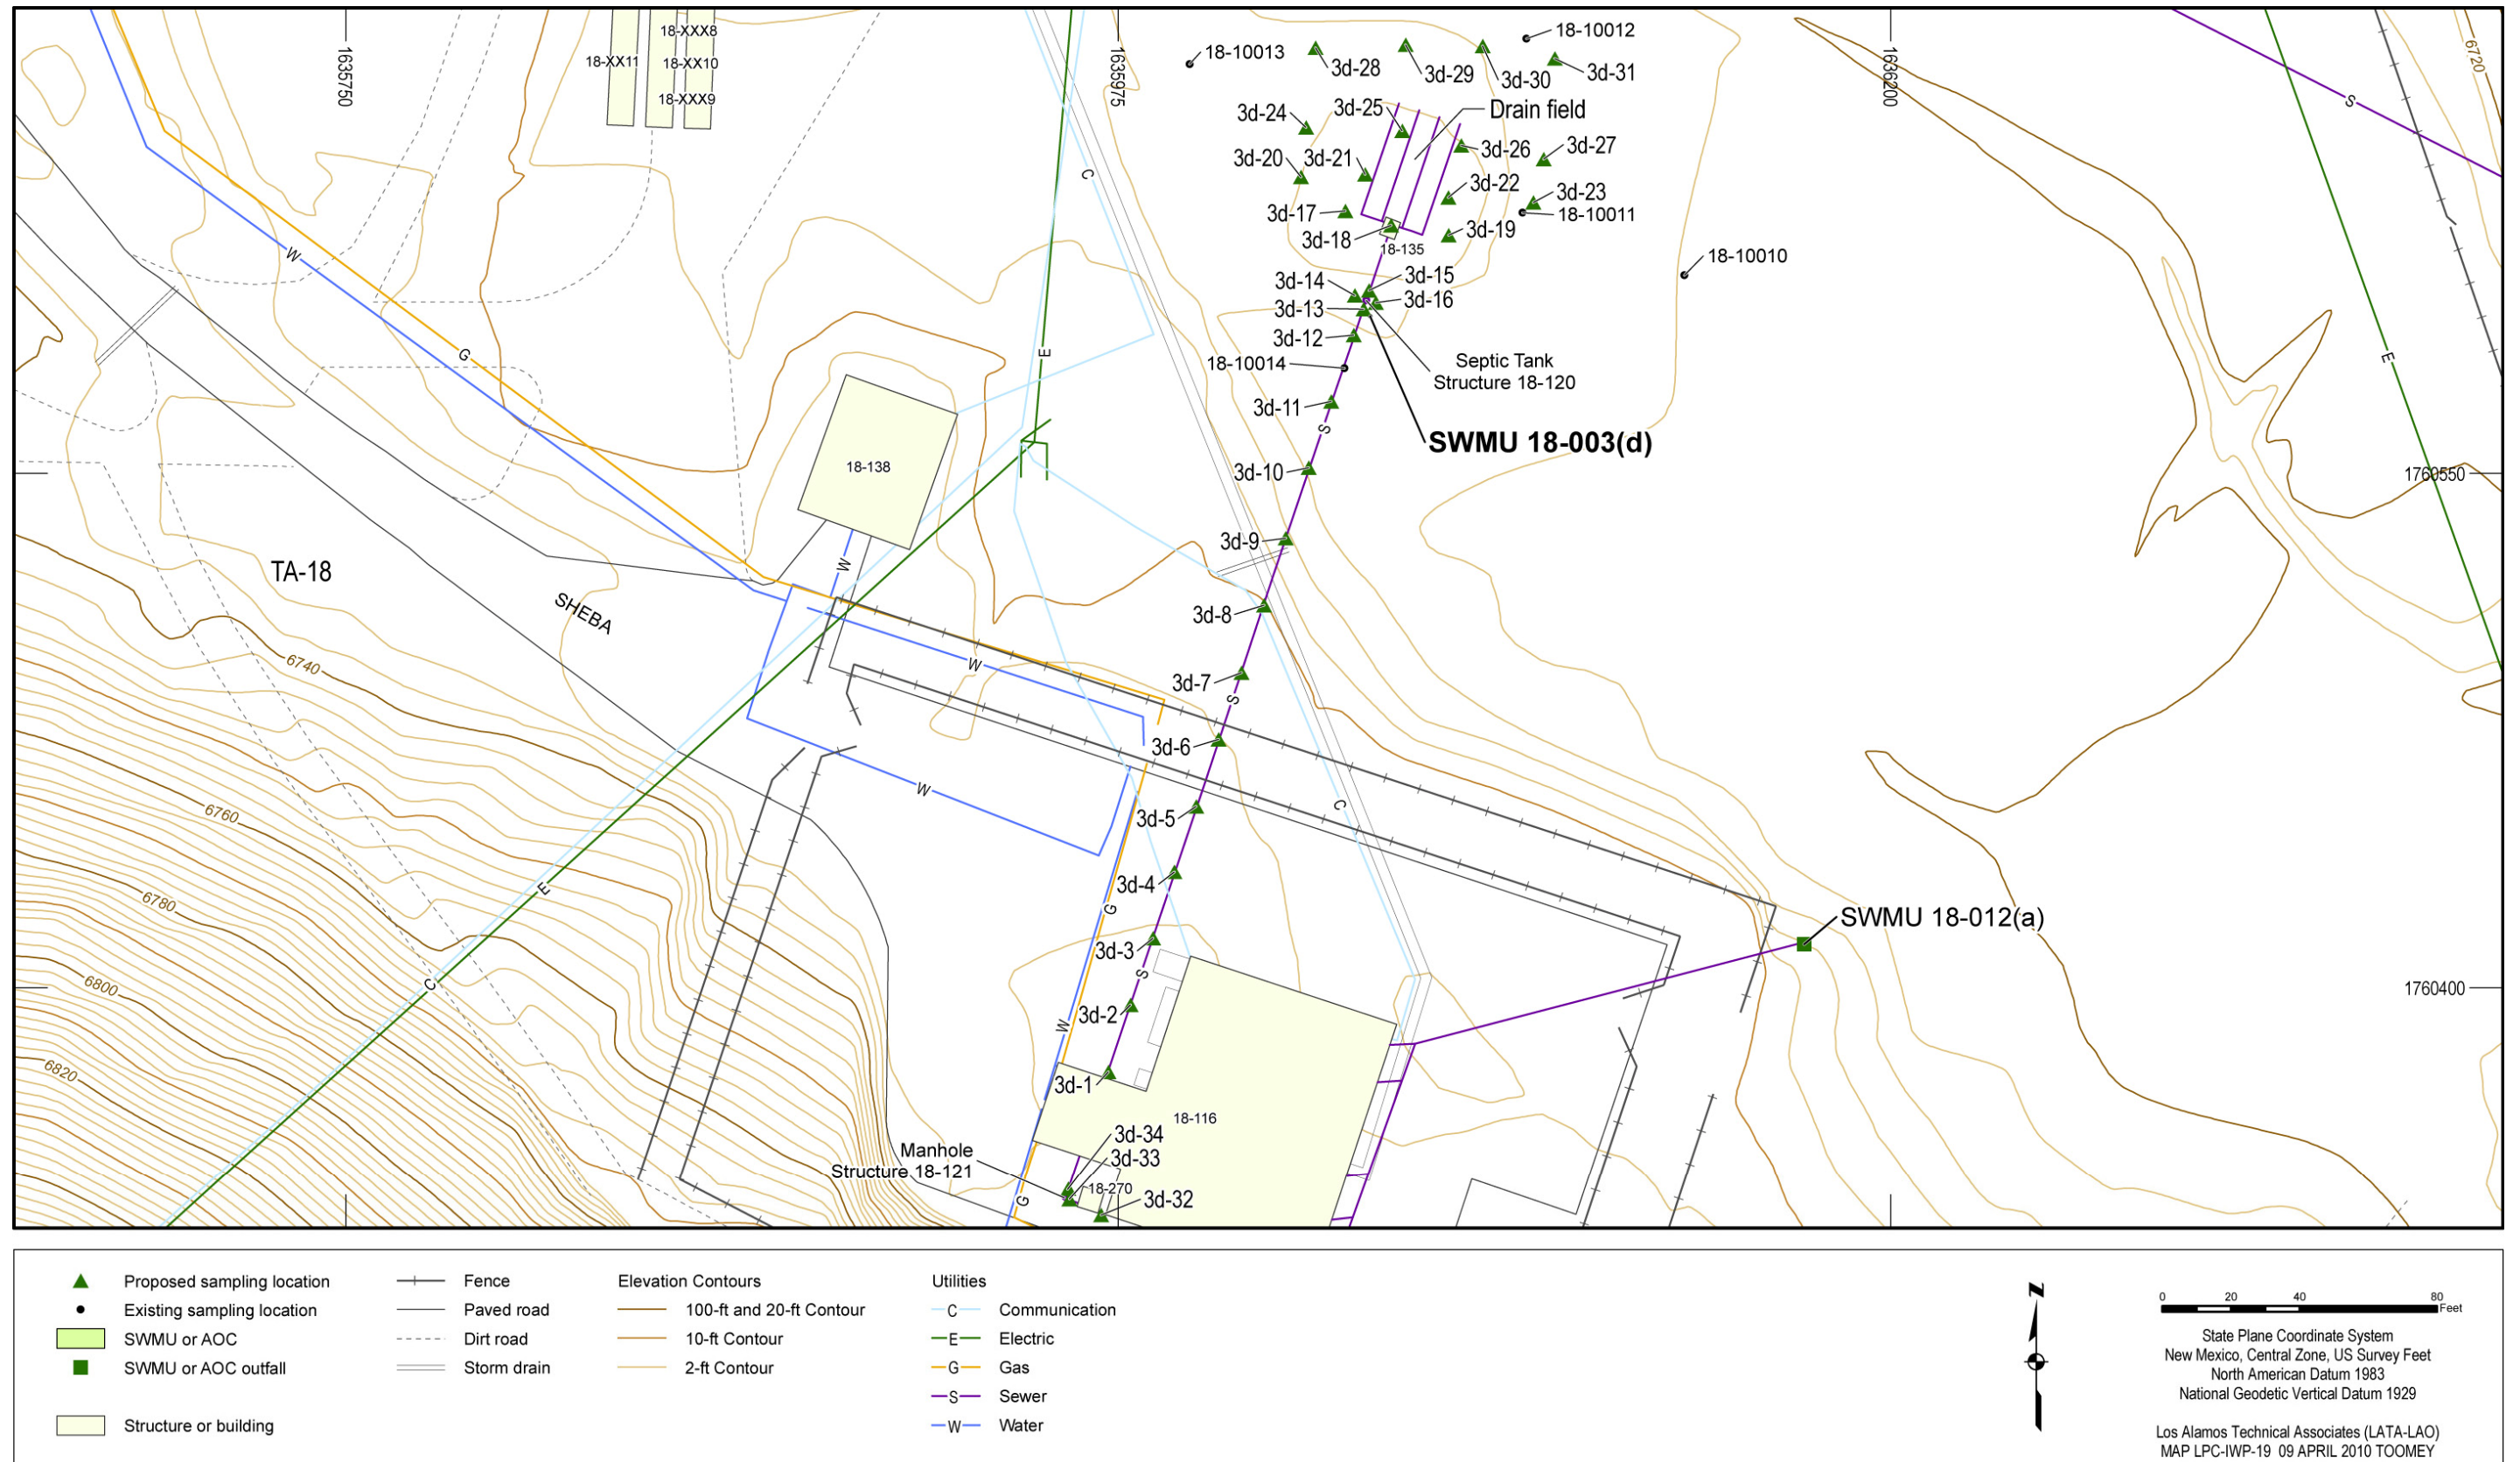 18-XXX8
18-XX11
18-XX10
18-XXX9
1635750
1635975
1636200
6720
18-10013
18-10012
3d-28
3d-29
3d-30
3d-31
3d-24
3d-25
Drain field
3d-26
3d-27
3d-20
3d-21
3d-22
3d-23
3d-17
18-10011
3d-18
18-135
3d-19
18-10010
3d-14
3d-15
3d-16
3d-13
3d-12
18-10014
Septic Tank
Structure 18-120
3d-11
SWMU 18-003(d)
3d-10
1760550
S
C
W
E
E
G
S
18-138
3d-9
W
TA-18
SHEBA
3d-8
6740
W
3d-7
S
3d-6
W
C
6760
3d-5
3d-4
E
6780
G
SWMU 18-012(a)
3d-3
S
C
6800
1760400
3d-2
W
6820
3d-1
18-116
3d-34
Manhole
Structure 18-121
3d-33
18-270
3d-32
G
Proposed sampling location
Existing sampling location
SWMU or AOC
SWMU or AOC outfall
Structure or building
Fence
Paved road
Dirt road
Storm drain
Elevation Contours
100-ft and 20-ft Contour
10-ft Contour
2-ft Contour
Utilities
C Communication
E Electric
G Gas
S Sewer
W Water
N
0 20 40 80
Feet
State Plane Coordinate System
New Mexico, Central Zone, US Survey Feet
North American Datum 1983
National Geodetic Vertical Datum 1929
Los Alamos Technical Associates (LATA-LAO)
MAP LPC-IWP-19 09 APRIL 2010 TOOMEY